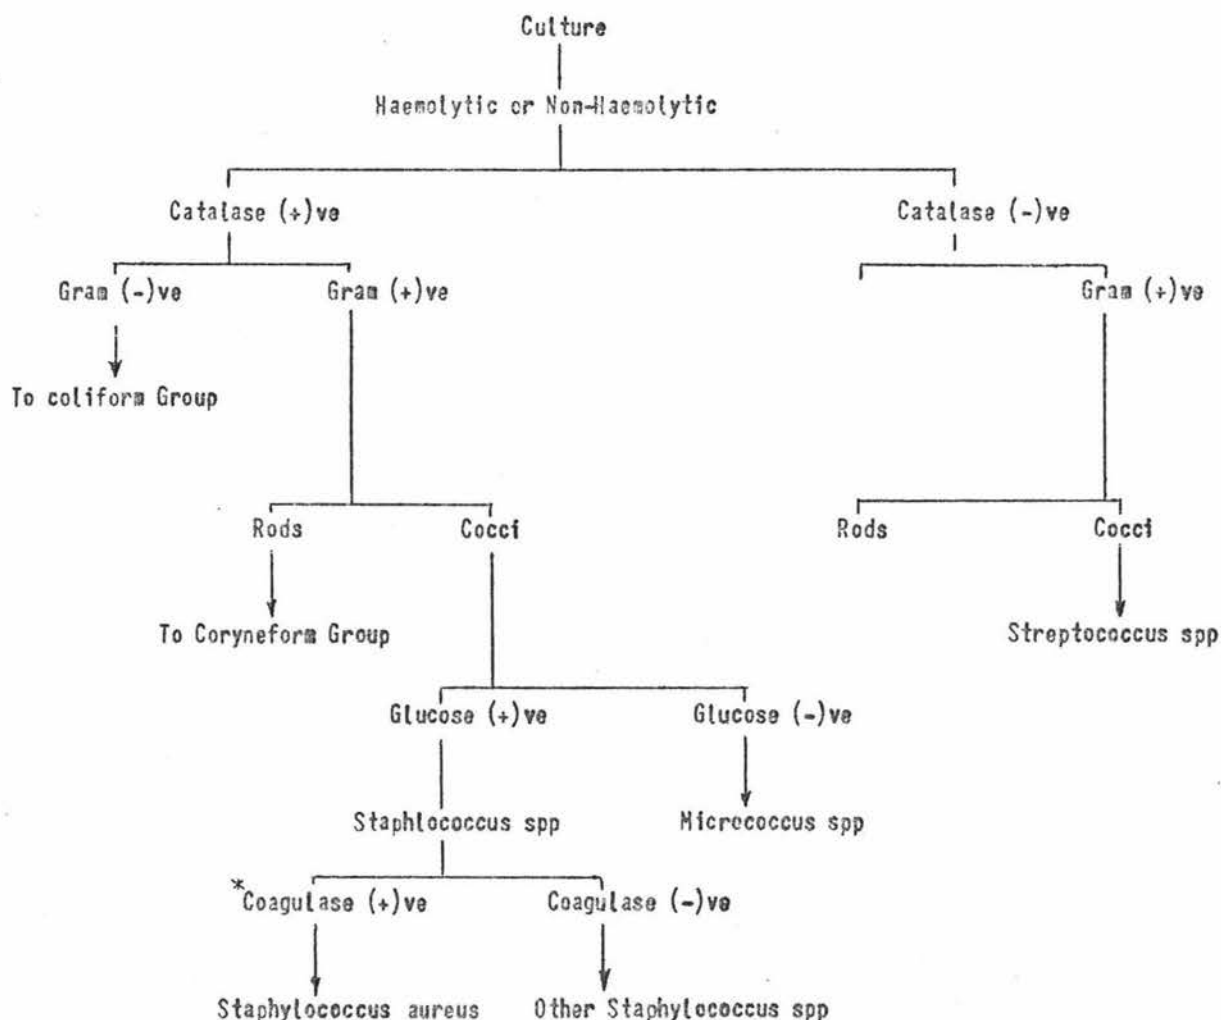 Culture
Haemolytic or Non-Haemolytic
Catalase (+)ve Catalase (-)ve
Gram (-)ve Gram (+)ve Gram (+)ve
To coliform Group
Rods Cocci Rods Cocci
To Coryneform Group Streptococcus spp
Glucose (+)ve Glucose (-)ve
Staphlococcus spp Micrococcus spp
*Coagulase (+)ve Coagulase (-)ve
Staphylococcus aureus Other Staphylococcus spp